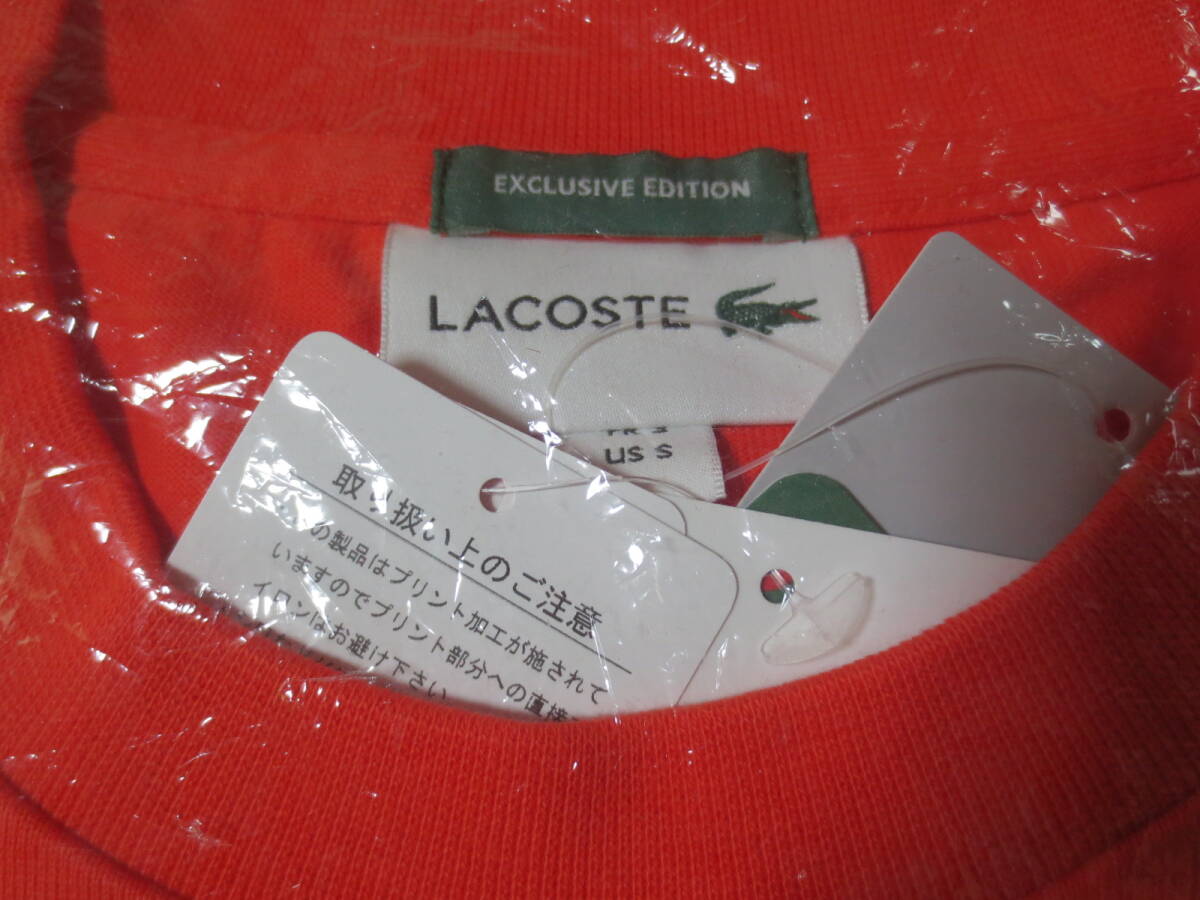 EXCLUSIVE EDITION
LACOSTE
US S
取り扱い上のご注意
の製品はプリント加工が施されて
いますのでプリント部分への直接
イロンはお避け下さい